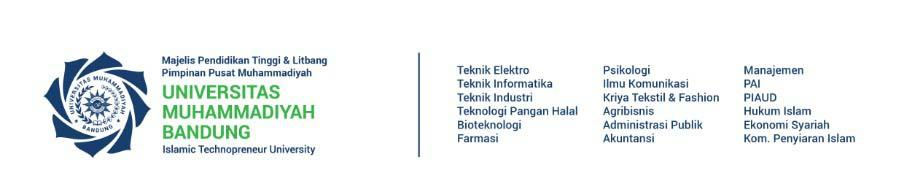 UNIVERSITAS MUHAMMADIYAH
BANDUNG
Majelis Pendidikan Tinggi & Litbang
Pimpinan Pusat Muhammadiyah
UNIVERSITAS
MUHAMMADIYAH
BANDUNG
Islamic Technopreneur University
Teknik Elektro
Teknik Informatika
Teknik Industri
Teknologi Pangan Halal
Bioteknologi
Farmasi
Psikologi
Ilmu Komunikasi
Kriya Tekstil & Fashion
Agribisnis
Administrasi Publik
Akuntansi
Manajemen
PAI
PIAUD
Hukum Islam
Ekonomi Syariah
Kom. Penyiaran Islam